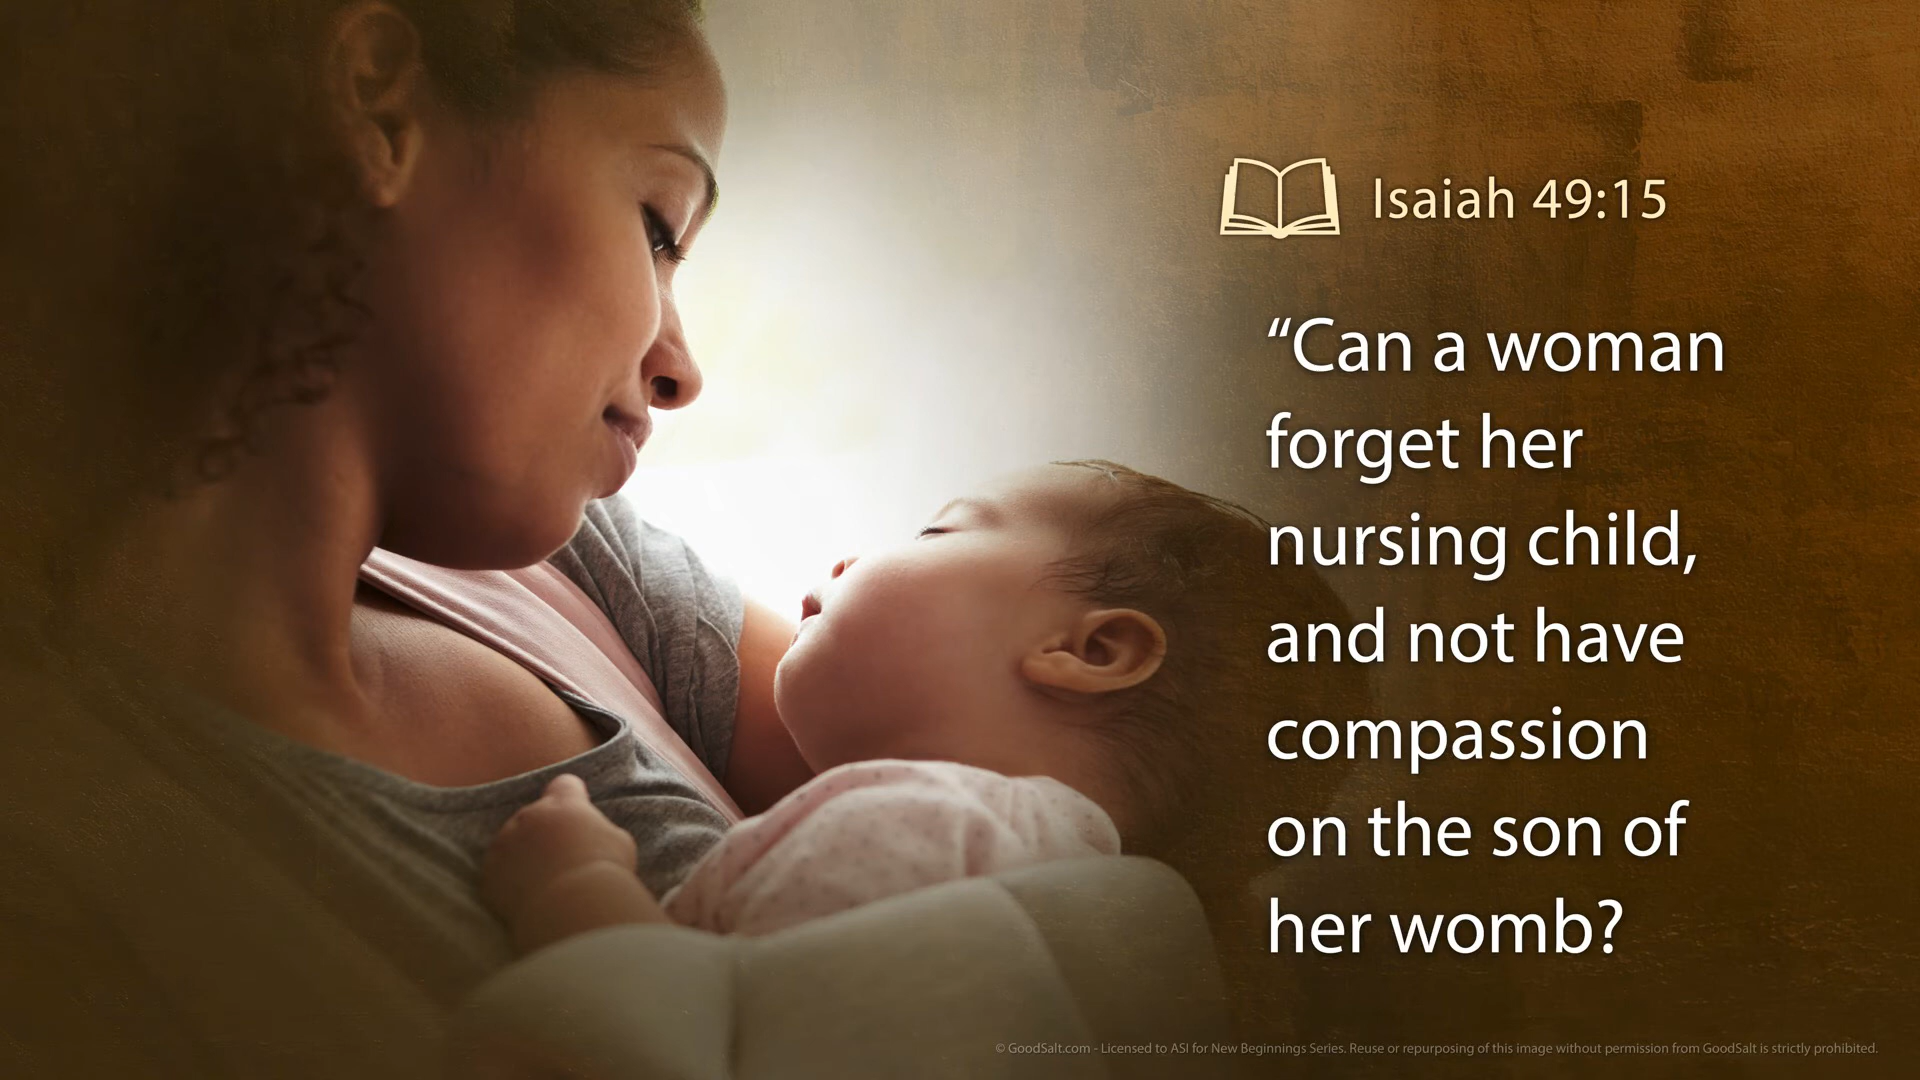 Isaiah 49:15
“Can a woman
forget her
nursing child,
and not have
compassion
on the son of
her womb?
© GoodSalt.com - Licensed to ASI for New Beginnings Series. Reuse or repurposing of this image without permission from GoodSalt is strictly prohibited.